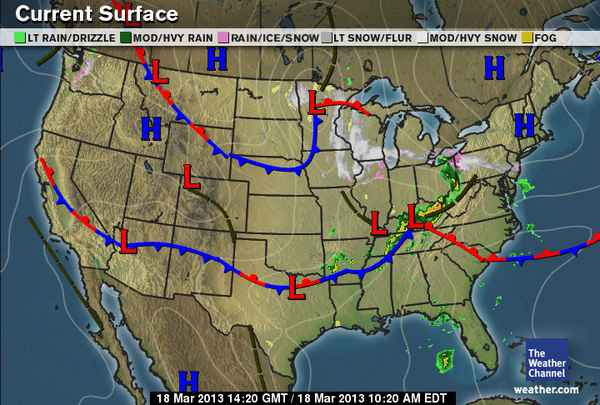 Current Surface
LT RAIN/DRIZZLE MOD/HVY RAIN RAIN/ICE/SNOW LT SNOW/FLUR MOD/HVY SNOW FOG
L
L
H
H
L
H
H
L
L
L
L
L
H
The
Weather
Channel
weather.com
18 Mar 2013 14:20 GMT / 18 Mar 2013 10:20 AM EDT